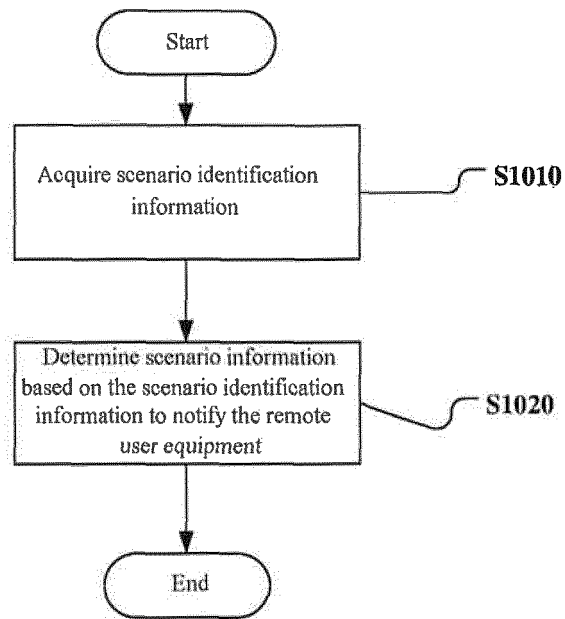 Start
Acquire scenario identification
information
S1010
Determine scenario information
based on the scenario identification
information to notify the remote
user equipment
S1020
End